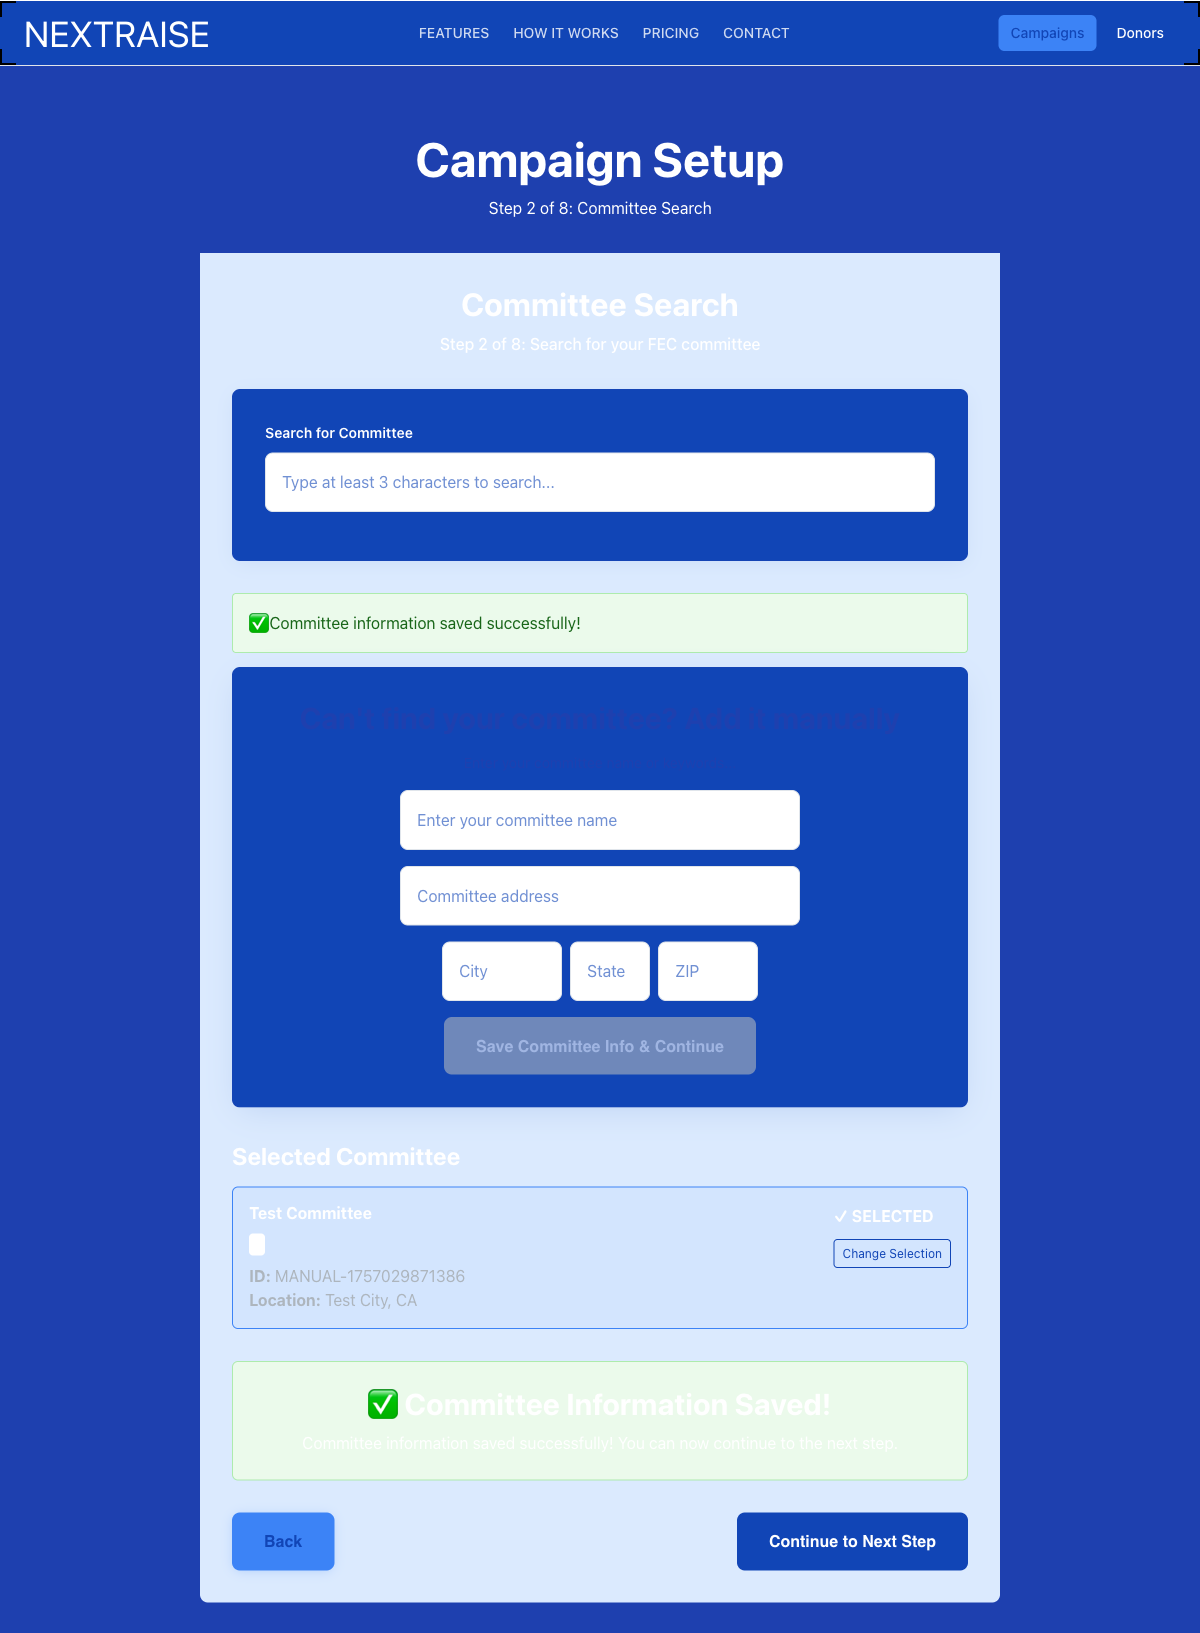 NEXTRAISE
FEATURES
HOW IT WORKS
PRICING
CONTACT
Campaigns
Donors
Campaign Setup
Step 2 of 8: Committee Search
Committee Search
Step 2 of 8: Search for your FEC committee
Search for Committee
Type at least 3 characters to search...
✅Committee information saved successfully!
Can't find your committee? Add it manually
Enter your committee name
Committee address
City
State
ZIP
Save Committee Info & Continue
Selected Committee
Test Committee
✓ SELECTED
Change Selection
ID: MANUAL-1757029871386
Location: Test City, CA
✅ Committee Information Saved!
Committee information saved successfully! You can now continue to the next step.
Back
Continue to Next Step